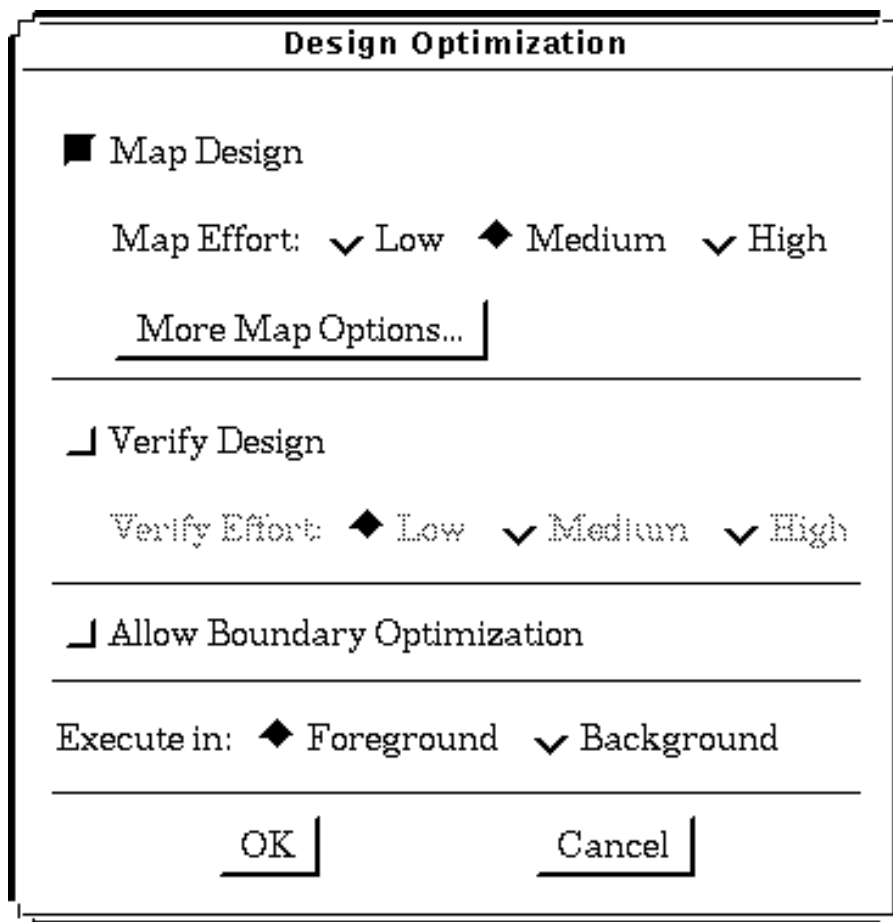 Design Optimization
Map Design
Map Effort: Low Medium High
More Map Options...
Verify Design
Verify Effort: Low Medium High
Allow Boundary Optimization
Execute in: Foreground Background
OK Cancel